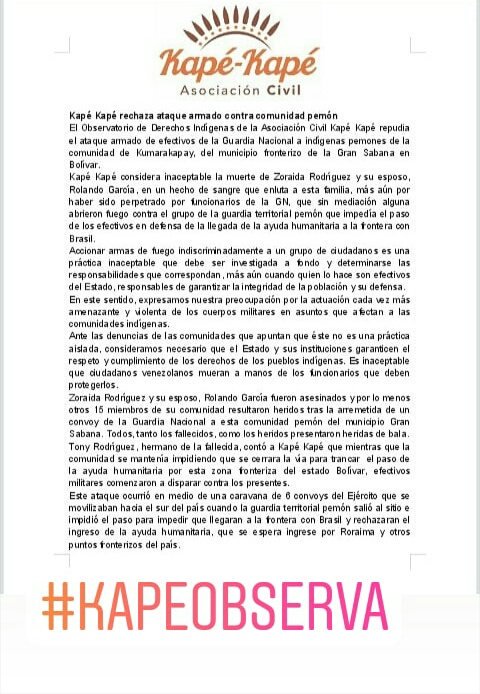 Kapé-Kapé
Asociación Civil
Kapé Kapé rechaza ataque armado contra comunidad pemón
El Observatorio de Derechos Indígenas de la Asociación Civil Kapé Kapé repudia
el ataque armado de efectivos de la Guardia Nacional a indígenas pemones de la
comunidad de Kumarakapay, del municipio fronterizo de la Gran Sabana en
Bolívar.
Kapé Kapé considera inaceptable la muerte de Zoraida Rodríguez y su esposo,
Rolando García, en un hecho de sangre que enluta a esta familia, más aún por
haber sido perpetrado por funcionarios de la GN, que sin mediación alguna
abrieron fuego contra el grupo de la guardia territorial pemón que impedía el paso
de los efectivos en defensa de la llegada de la ayuda humanitaria a la frontera con
Brasil.
Accionar armas de fuego indiscriminadamente a un grupo de ciudadanos es una
práctica inaceptable que debe ser investigada a fondo y determinarse las
responsabilidades que correspondan, más aún cuando quien lo hace son efectivos
del Estado, responsables de garantizar la integridad de la población y su defensa.
En este sentido, expresamos nuestra preocupación por la actuación cada vez más
amenazante y violenta de los cuerpos militares en asuntos que afectan a las
comunidades indígenas.
Ante las denuncias de las comunidades que apuntan que éste no es una práctica
aislada, consideramos necesario que el Estado y sus instituciones garanticen el
respeto y cumplimiento de los derechos de los pueblos indígenas. Es inaceptable
que ciudadanos venezolanos mueran a manos de los funcionarios que deben
protegerlos.
Zoraida Rodríguez y su esposo, Rolando García fueron asesinados y por lo menos
otros 15 miembros de su comunidad resultaron heridos tras la arremetida de un
convoy de la Guardia Nacional a esta comunidad pemón del municipio Gran
Sabana. Todos, tanto los fallecidos, como los heridos presentaron heridas de bala.
Tony Rodríguez, hermano de la fallecida, contó a Kapé Kapé que mientras que la
comunidad se mantenía impidiendo que se cerrara la vía para trancar el paso de
la ayuda humanitaria por esta zona fronteriza del estado Bolívar, efectivos
militares comenzaron a disparar contra los presentes.
Este ataque ocurrió en medio de una caravana de 6 convoys del Ejército que se
movilizaban hacia el sur del país cuando la guardia territorial pemón salió al sitio e
impidió el paso para impedir que llegaran a la frontera con Brasil y rechazaran el
ingreso de la ayuda humanitaria, que se espera ingrese por Roraima y otros
puntos fronterizos del país.
#KAPEOBSERVA